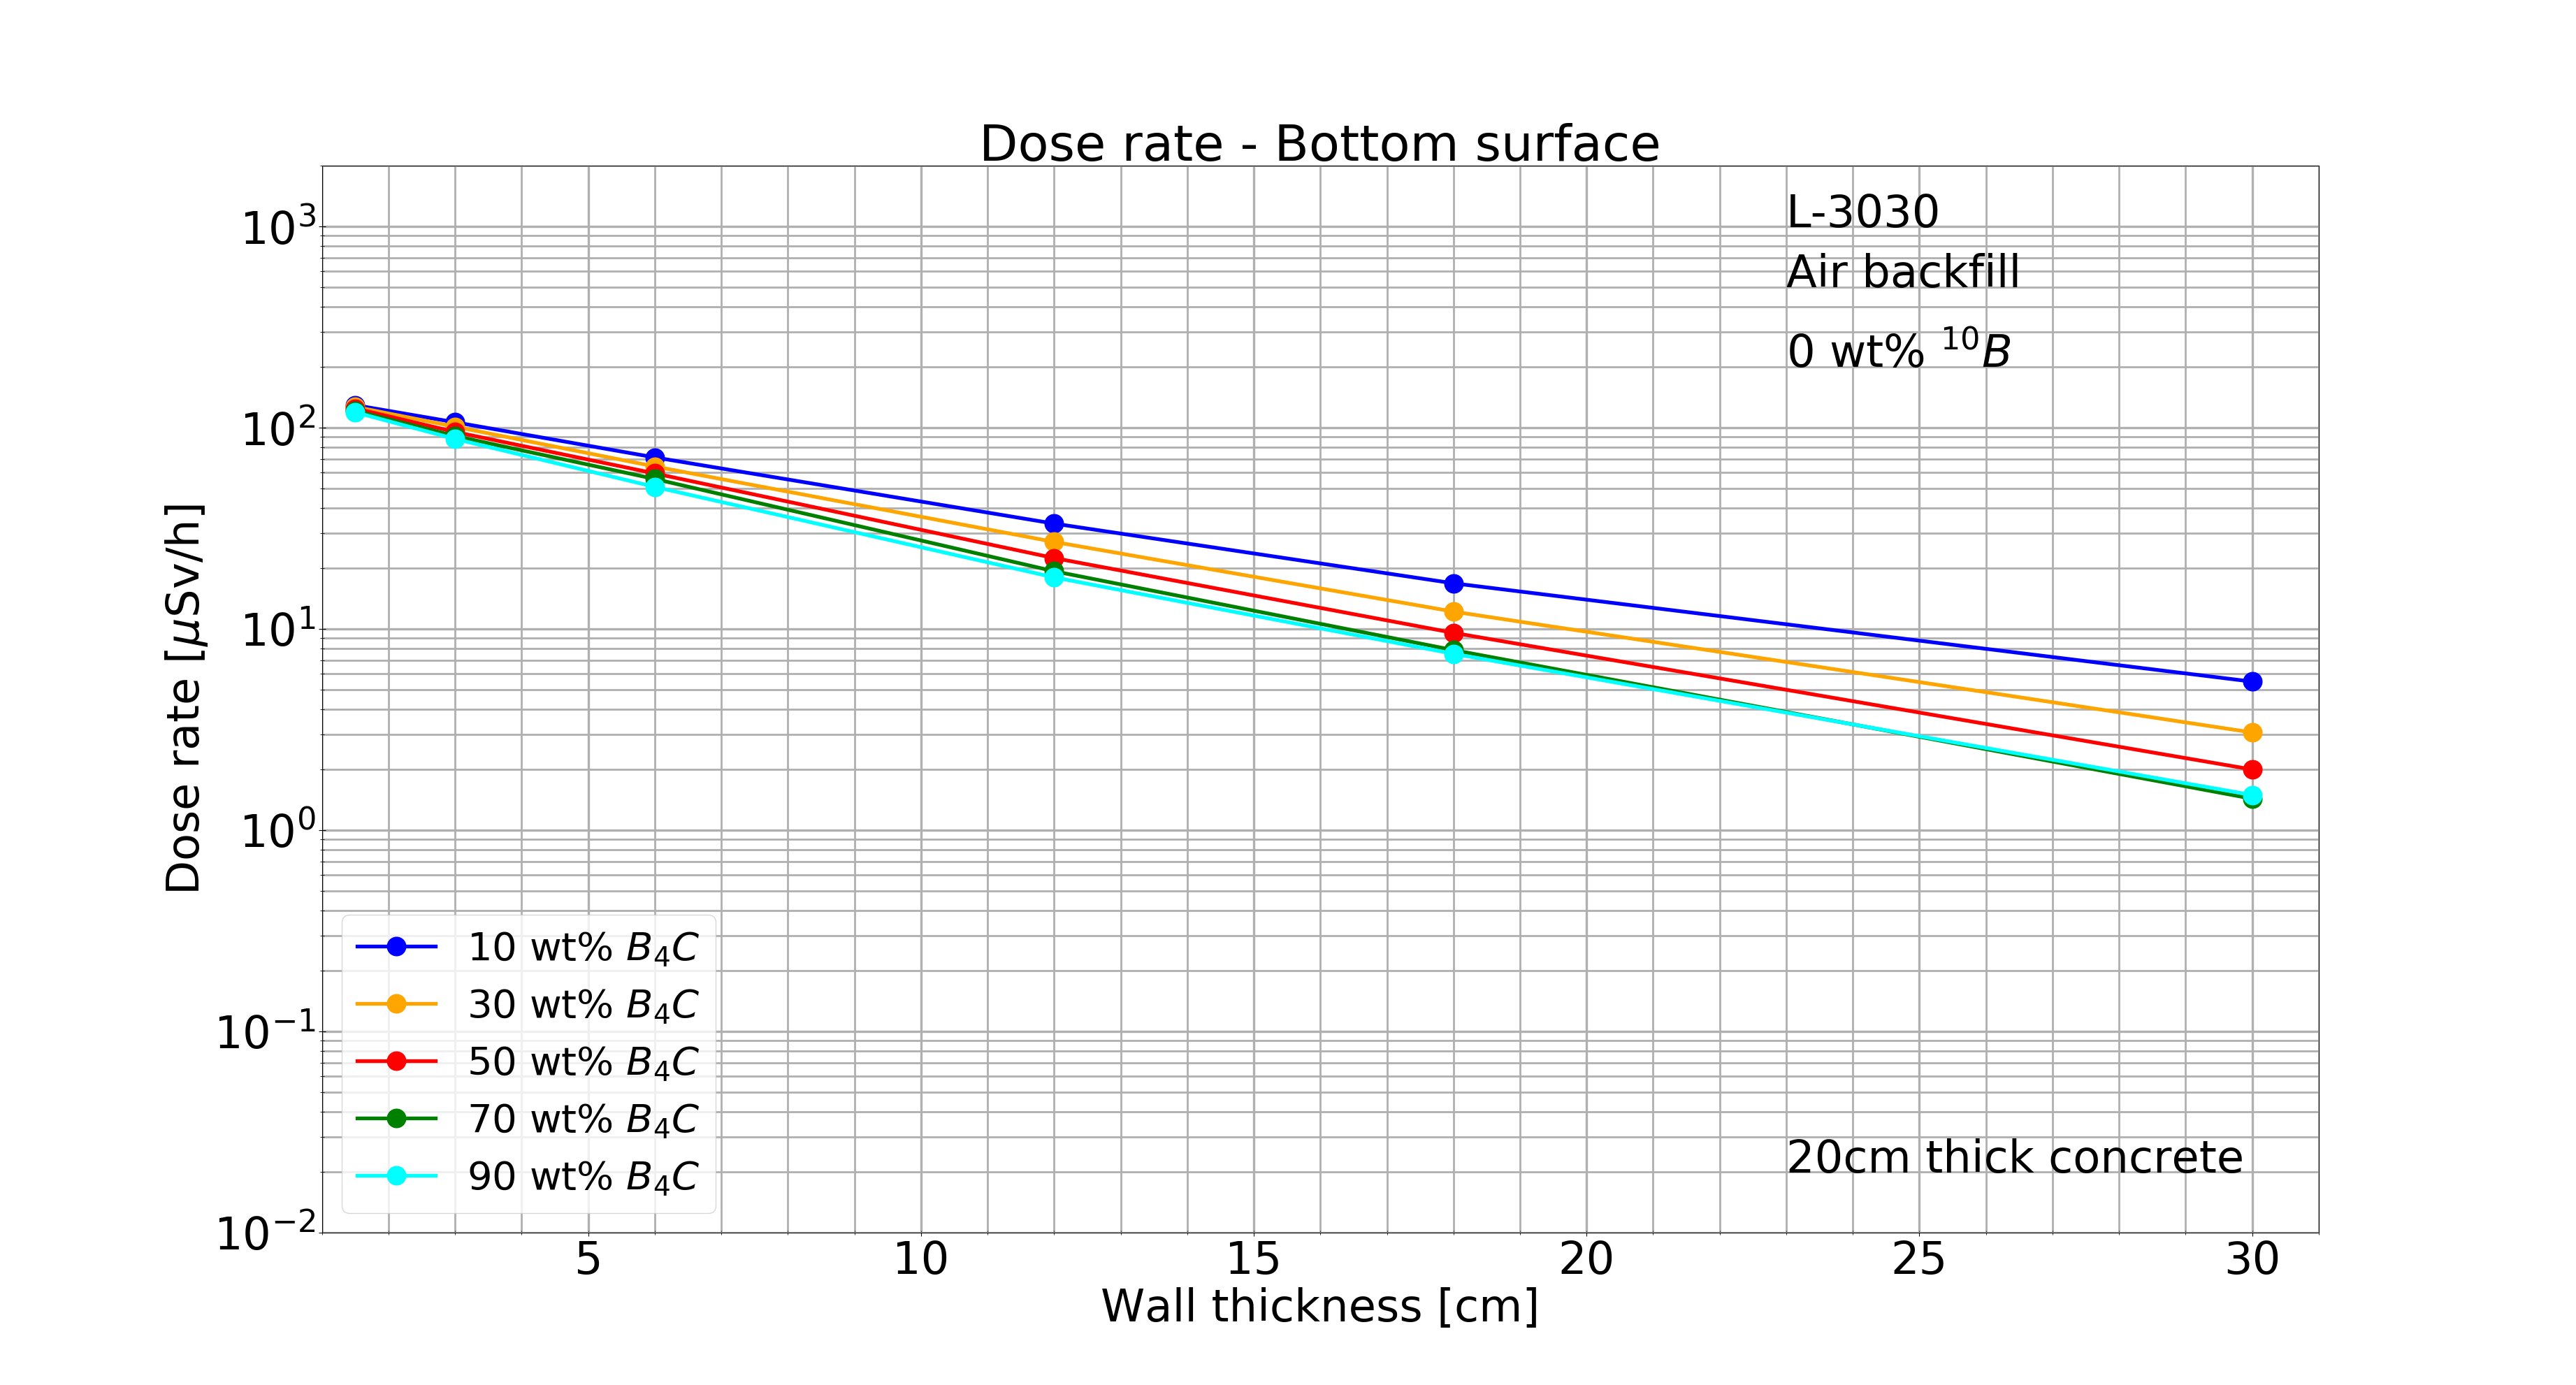 Dose rate - Bottom surface
L-3030
Air backfill
0 wt% ¹⁰B
20cm thick concrete
Dose rate [μSv/h]
10³
10²
10¹
10⁰
10⁻¹
10⁻²
10 wt% B₄C
30 wt% B₄C
50 wt% B₄C
70 wt% B₄C
90 wt% B₄C
5 10 15 20 25 30
Wall thickness [cm]